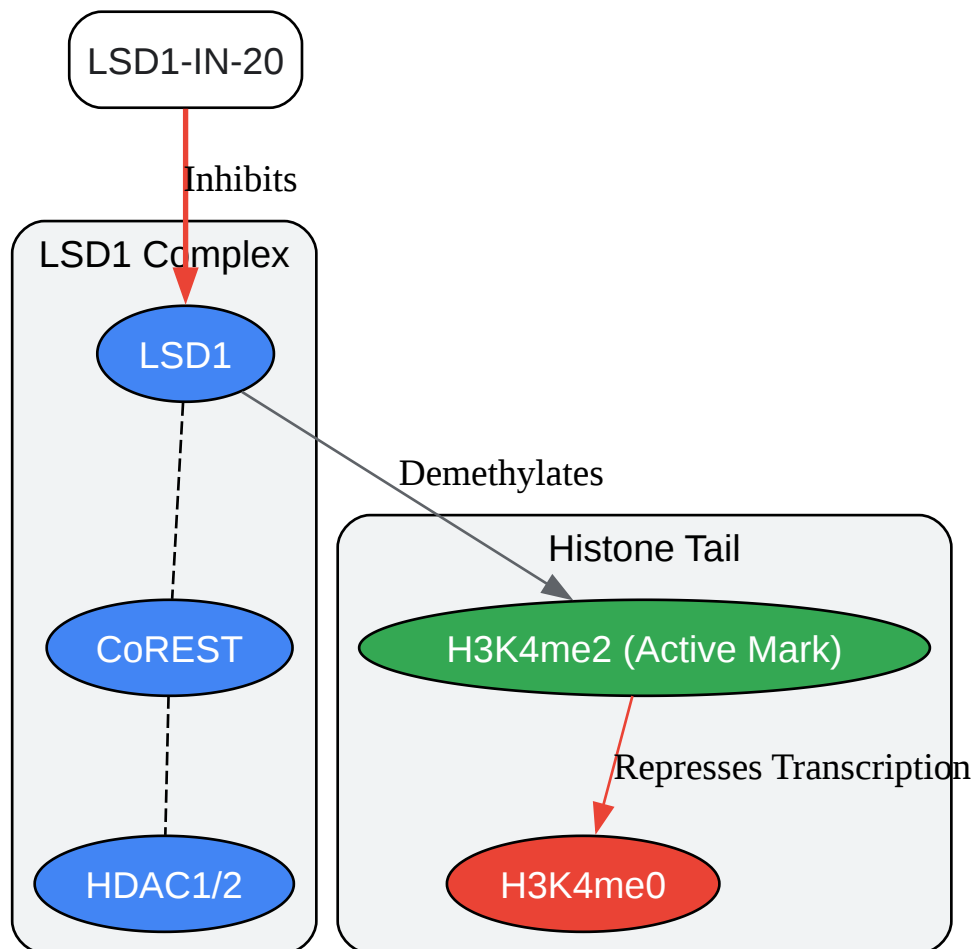 LSD1-IN-20
Inhibits
LSD1 Complex
LSD1
Demethylates
Histone Tail
CoREST
H3K4me2 (Active Mark)
Represses Transcription
HDAC1/2
H3K4me0